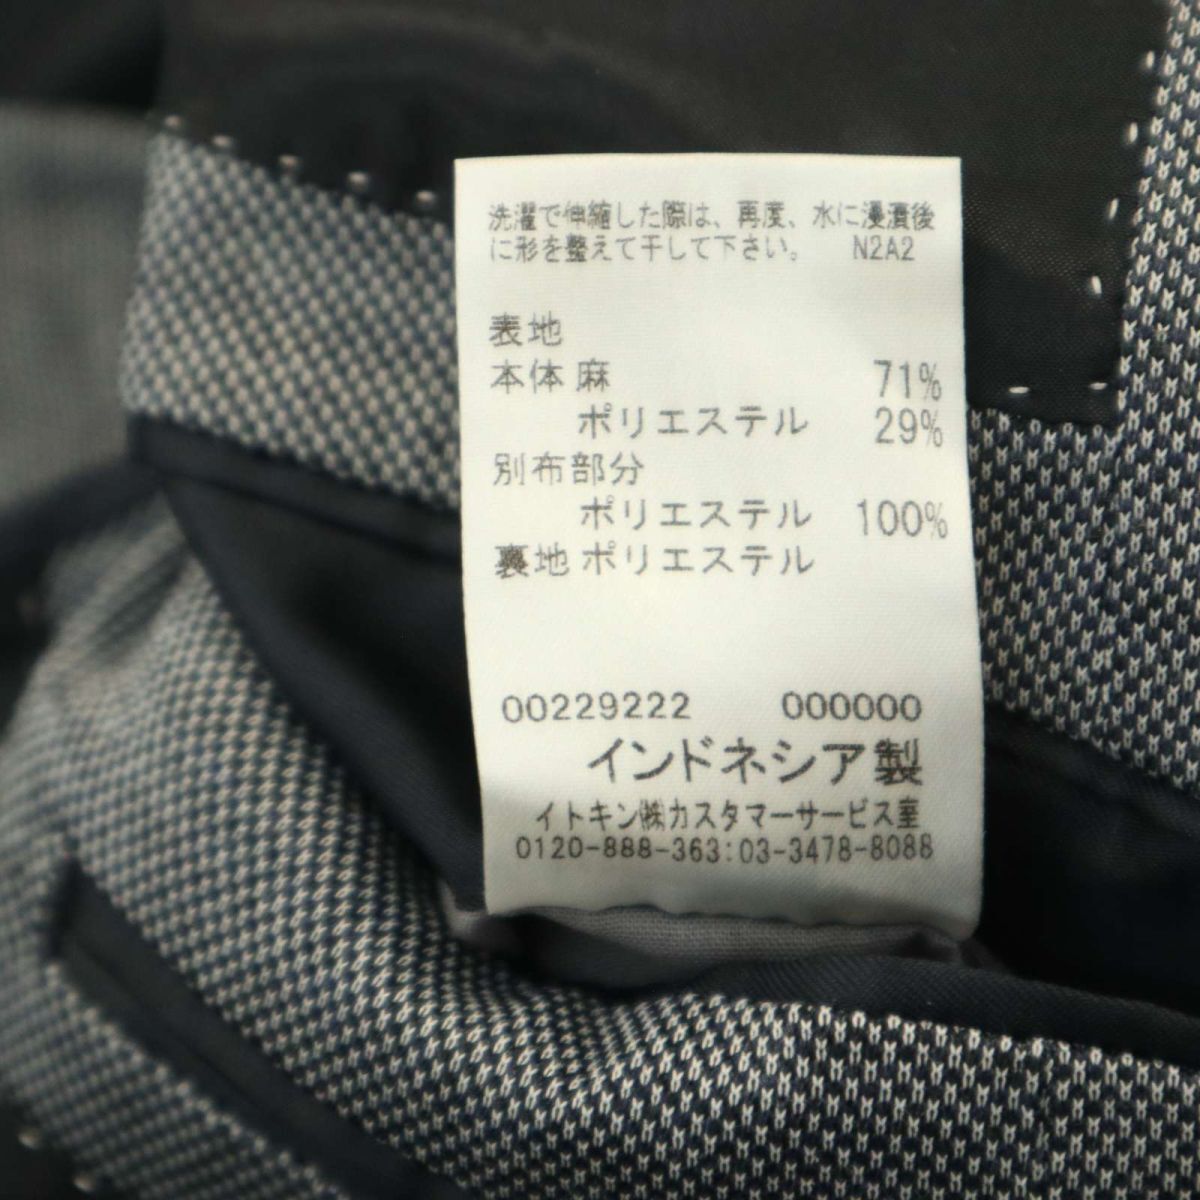 洗濯で伸縮した際は、再度、水に浸漬後
に形を整えて干して下さい。 N2A2
表地
本体 麻 71%
ポリエステル 29%
別布部分
ポリエステル 100%
裏地 ポリエステル
00229222 000000
インドネシア製
イトキン㈱カスタマーサービス室
0120-888-363:03-3478-8088